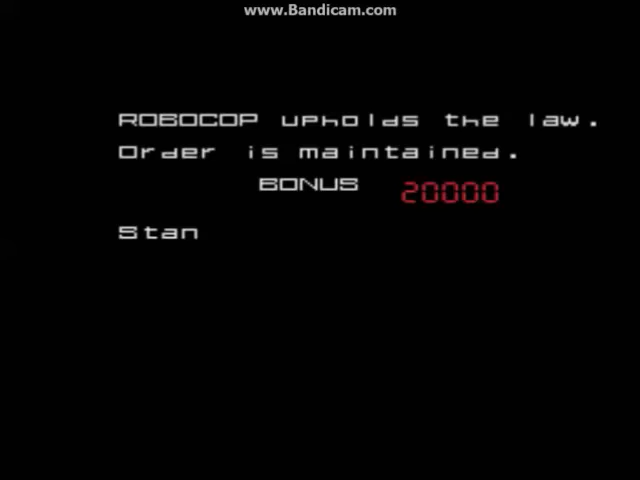 www.Bandicam.com
ROBOCOP upholds the law.
Order is maintained.
BONUS 20000
Stan